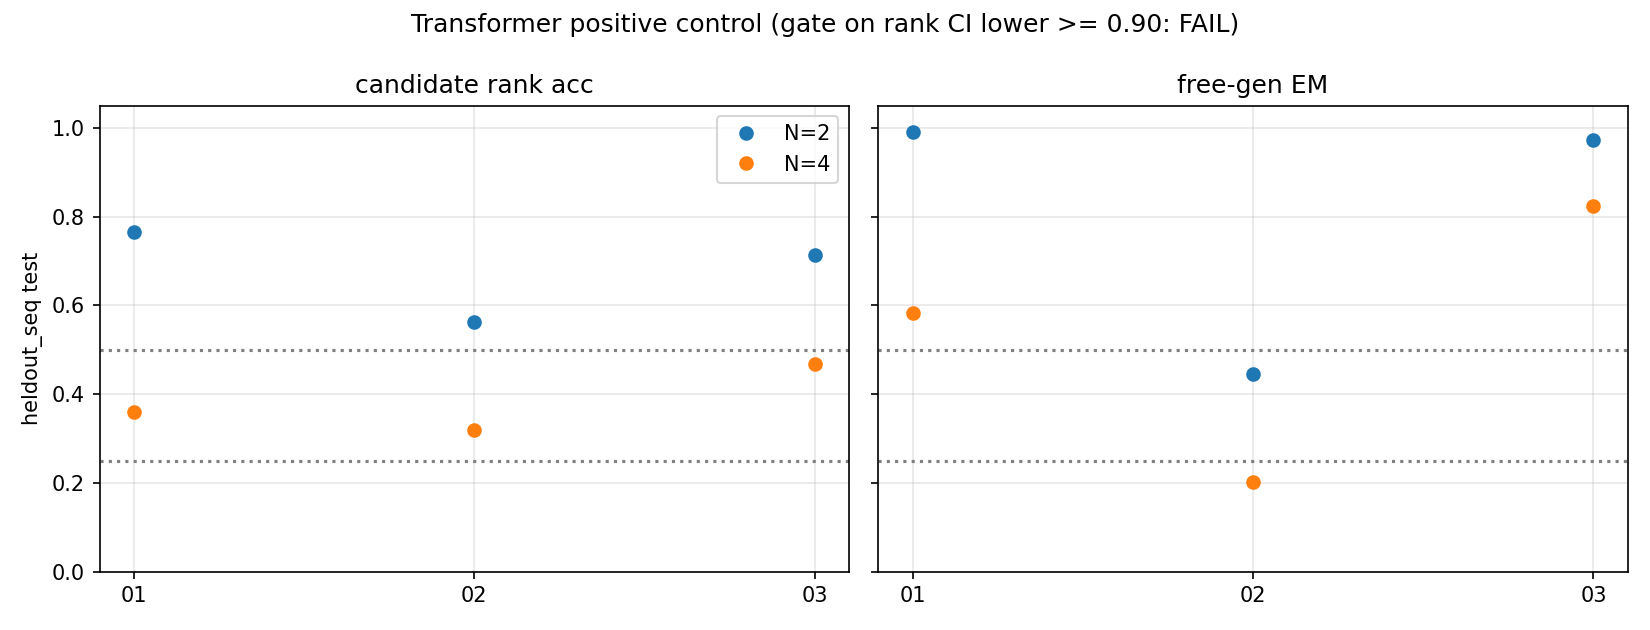 Transformer positive control (gate on rank CI lower >= 0.90: FAIL)
candidate rank acc
free-gen EM
N=2
N=4
heldout_seq test
1.0
0.8
0.6
0.4
0.2
0.0
01
02
03
01
02
03